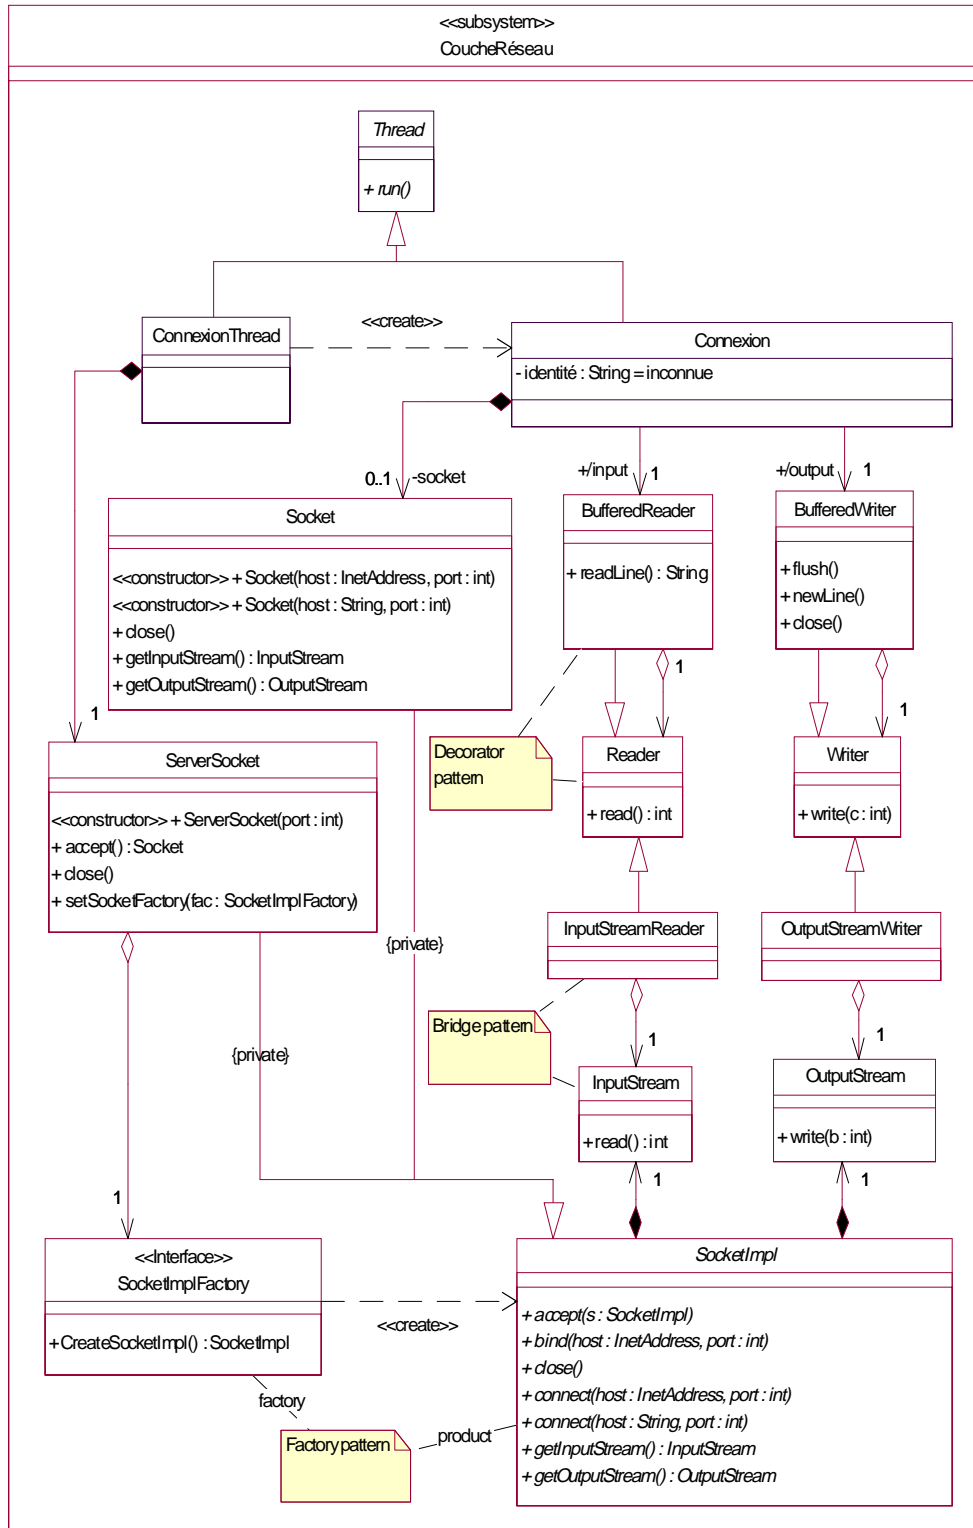 <<subsystem>>
CoucheRéseau
Thread
+ run()
ConnexionThread
<<create>>
Connexion
- identité : String = inconnue
0..1
-socket
+/input
1
+/output
1
Socket
<<constructor>> + Socket(host : InetAddress, port : int)
<<constructor>> + Socket(host : String, port : int)
+ close()
+ getInputStream() : InputStream
+ getOutputStream() : OutputStream
BufferedReader
+ readLine() : String
BufferedWriter
+ flush()
+ newLine()
+ close()
1
1
1
ServerSocket
<<constructor>> + ServerSocket(port : int)
+ accept() : Socket
+ close()
+ setSocketFactory(fac : SocketImplFactory)
Decorator
pattern
Reader
+ read() : int
Writer
+ write(c : int)
{private}
{private}
InputStreamReader
OutputStreamWriter
Bridge pattern
1
1
InputStream
+ read() : int
OutputStream
+ write(b : int)
1
1
1
<<Interface>>
SocketImplFactory
+ CreateSocketImpl() : SocketImpl
<<create>>
SocketImpl
+ accept(s : SocketImpl)
+ bind(host : InetAddress, port : int)
+ close()
+ connect(host : InetAddress, port : int)
+ connect(host : String, port : int)
+ getInputStream() : InputStream
+ getOutputStream() : OutputStream
factory
product
Factory pattern